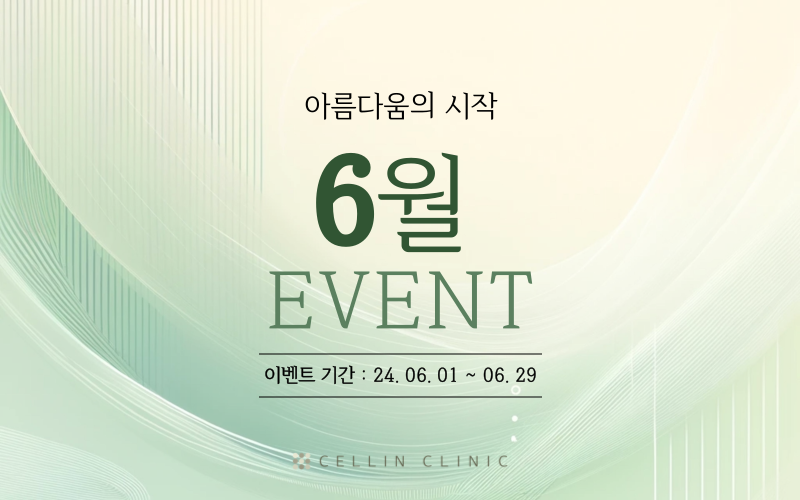 아름다움의 시작
6월
EVENT
이벤트 기간 : 24. 06. 01 ~ 06. 29
CELLIN CLINIC